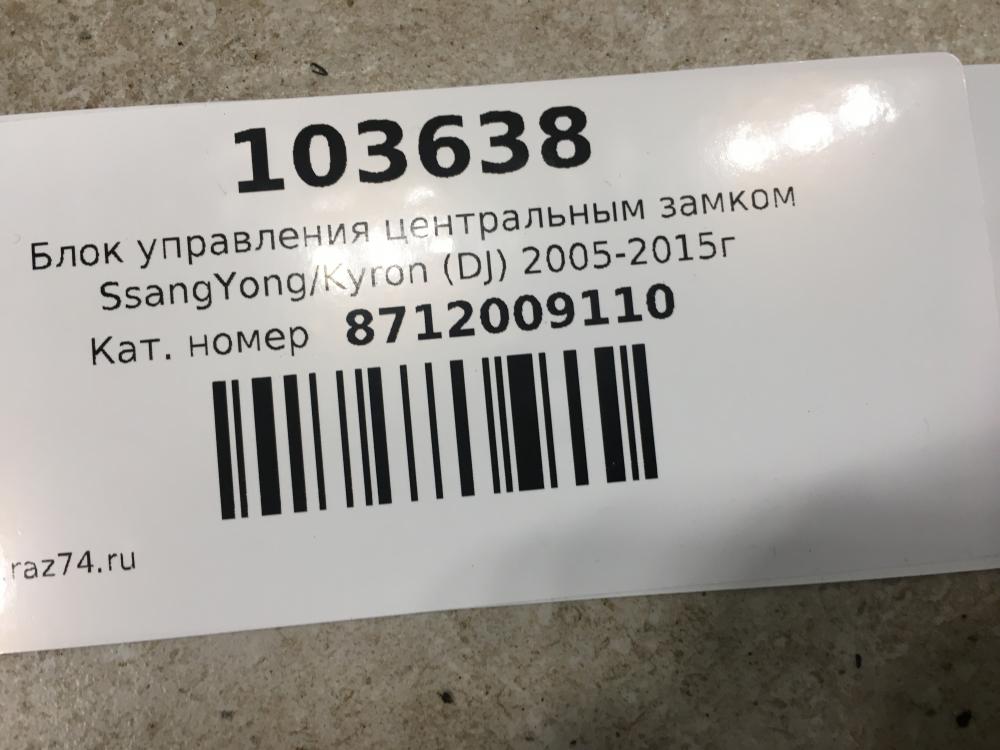 103638
Блок управления центральным замком
SsangYong/Kyron (DJ) 2005-2015г
Кат. номер 8712009110
raz74.ru